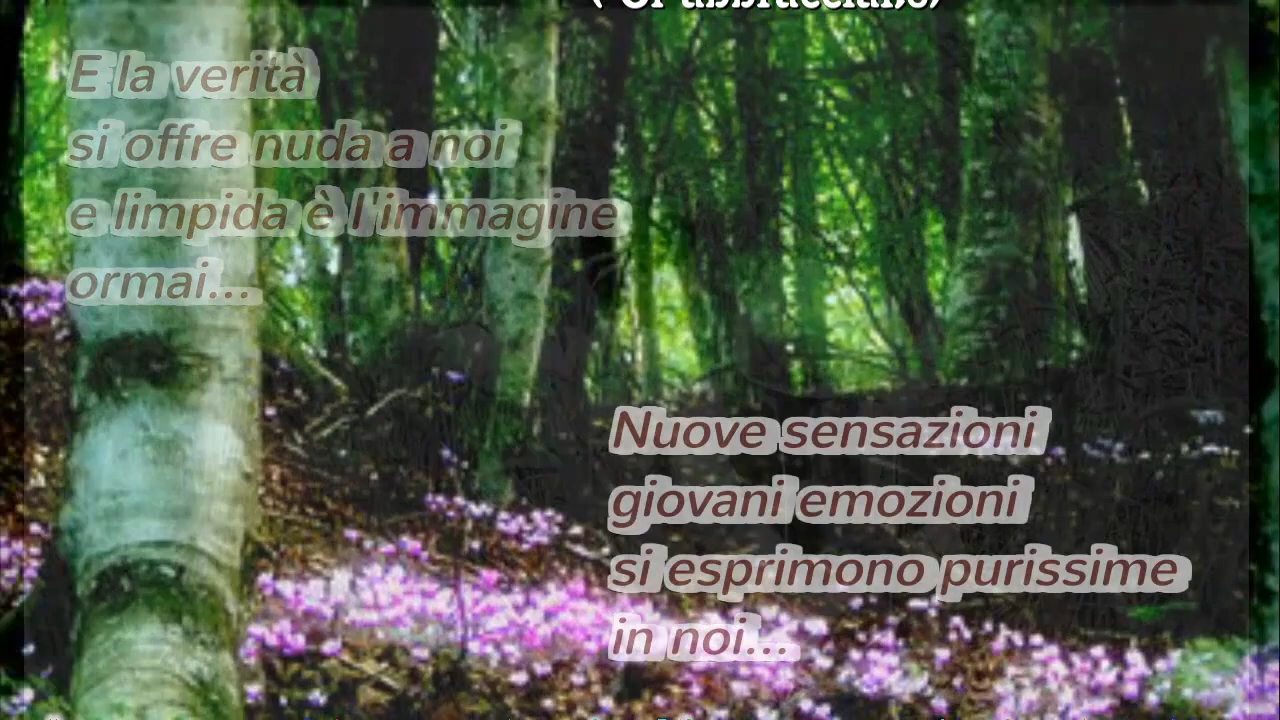 E la verità
si offre nuda a noi
e limpida è l'immagine
ormai...
Nuove sensazioni
giovani emozioni
si esprimono purissime
in noi...